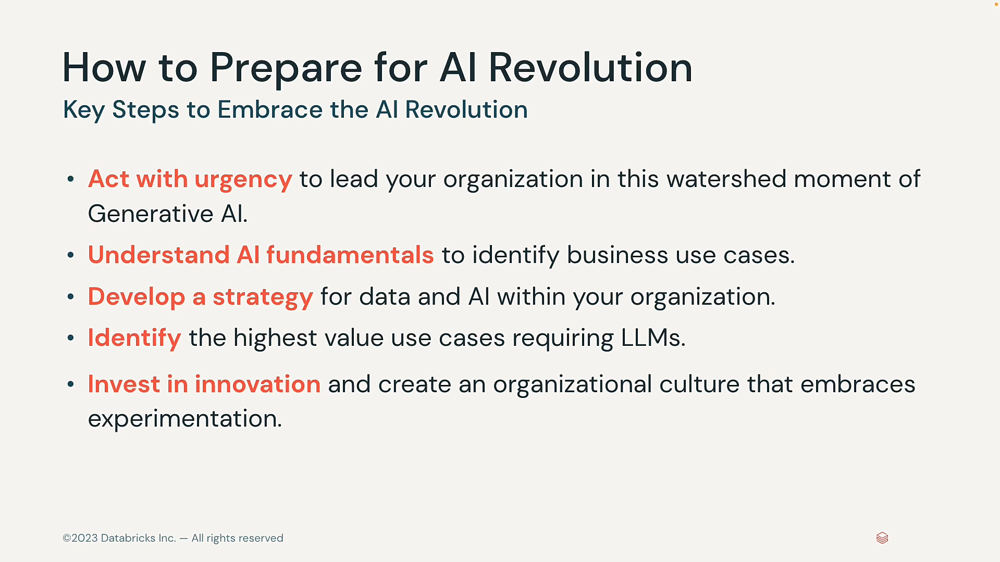 How to Prepare for AI Revolution
Key Steps to Embrace the AI Revolution
• Act with urgency to lead your organization in this watershed moment of
Generative AI.
• Understand AI fundamentals to identify business use cases.
• Develop a strategy for data and AI within your organization.
• Identify the highest value use cases requiring LLMs.
• Invest in innovation and create an organizational culture that embraces
experimentation.
©2023 Databricks Inc. — All rights reserved